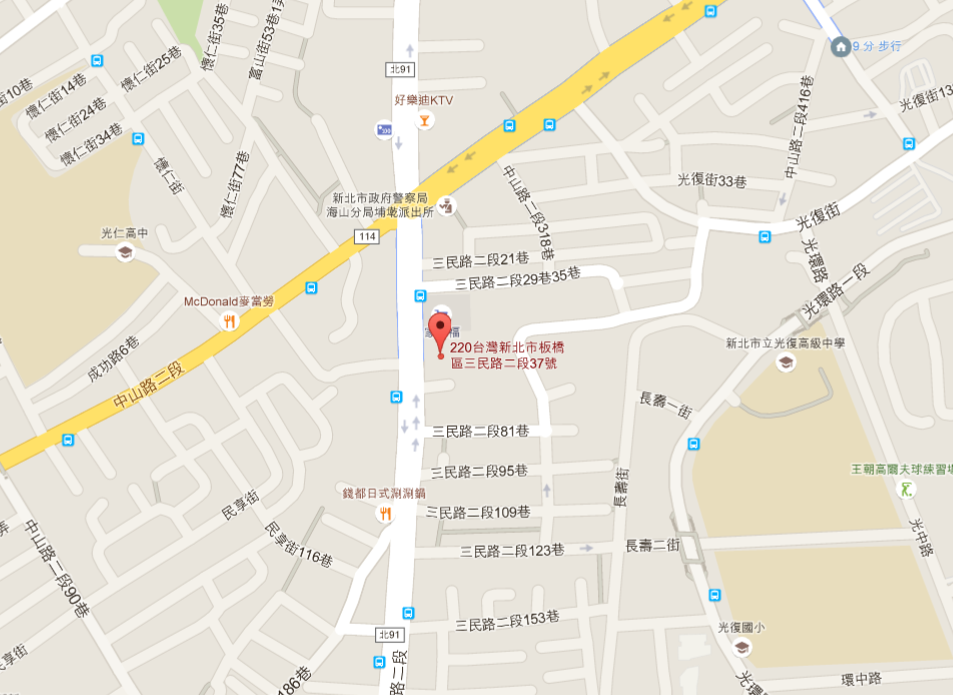 懷仁街35巷
富山街53巷1弄
北91
9 分 步行
懷仁街25巷
街10巷
懷仁街14巷
懷仁街24巷
懷仁街34巷
好樂迪KTV
中山路二段416巷
光復街13
懷仁街
懷仁街77巷
光復街33巷
中山路二段318巷
新北市政府警察局
海山分局埔墘派出所
光復街
光仁高中
114
光環路
三民路二段21巷
三民路二段29巷35巷
光環路一段
McDonald麥當勞
220台灣新北市板橋
區三民路二段37號
新北市立光復高級中學
成功路6巷
中山路二段
長壽一街
三民路二段81巷
三民路二段95巷
王朝高爾夫球練習場
長壽街
錢都日式涮涮鍋
民享街
三民路二段109巷
民享街116巷
三民路二段123巷
長壽二街
光中路
中山路二段90巷
三民路二段153巷
光復國小
北91
民享街
路二段
186巷
光環
環中路